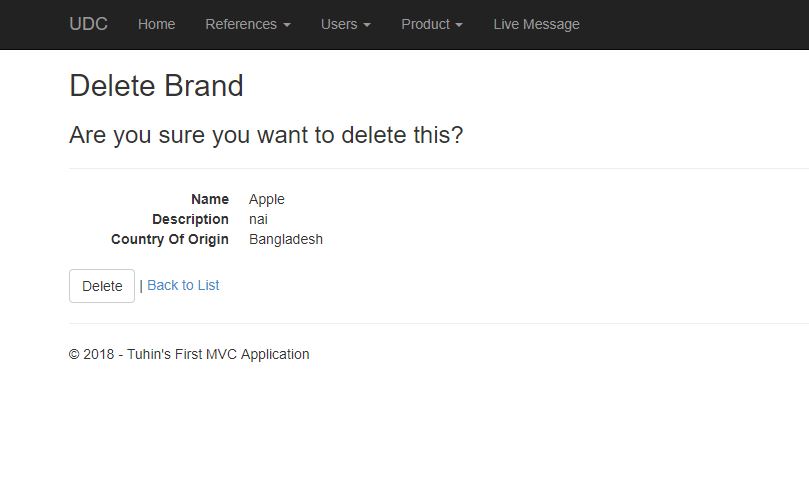 UDC Home References Users Product Live Message
Delete Brand
Are you sure you want to delete this?
Name Apple
Description nai
Country Of Origin Bangladesh
Delete | Back to List
© 2018 - Tuhin's First MVC Application